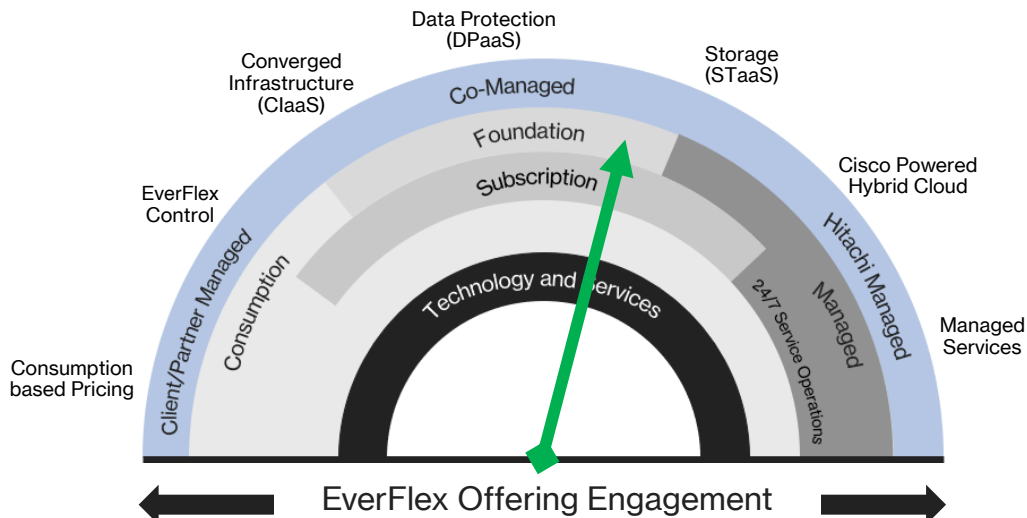 Data Protection
(DPaaS)
Converged
Infrastructure
(CIaaS)
Storage
(STaaS)
Co-Managed
Foundation
Subscription
EverFlex
Control
Cisco Powered
Hybrid Cloud
Client/Partner Managed
Consumption
Technology and Services
24/7 Service Operations
Managed
Hitachi Managed
Consumption
based Pricing
Managed
Services
EverFlex Offering Engagement